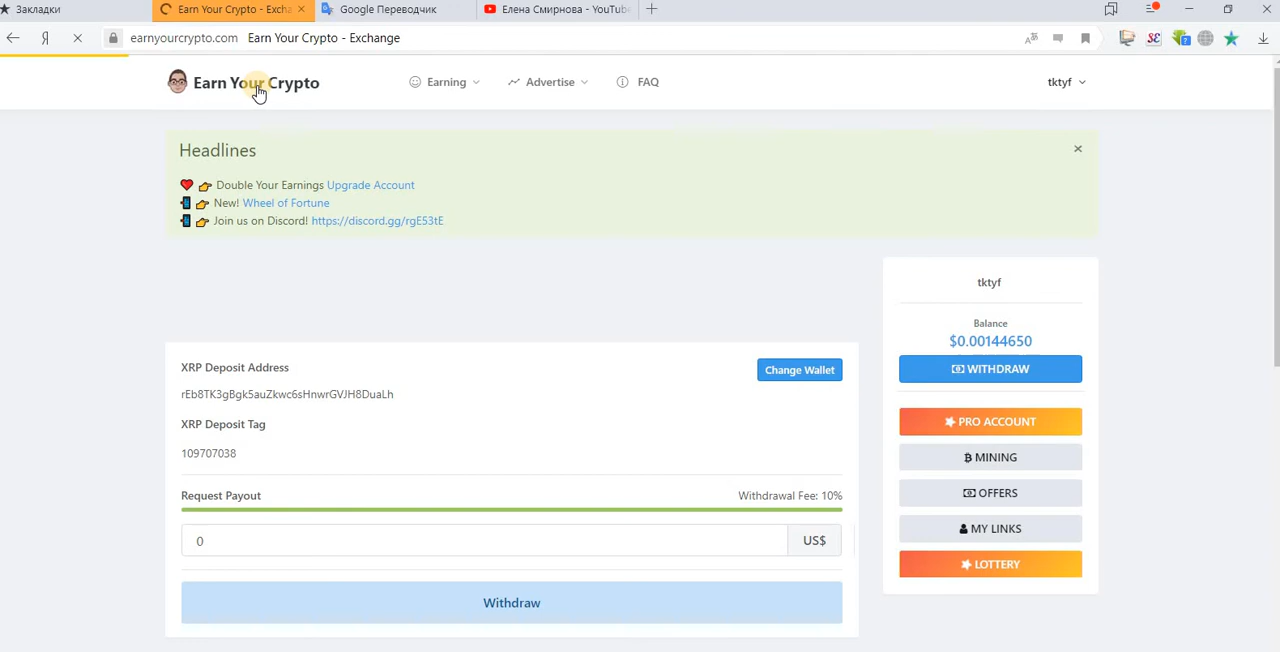 Закладки
Earn Your Crypto - Excha
Google Переводчик
Елена Смирнова - YouTub
earnyourcrypto.com Earn Your Crypto - Exchange
Earn Your Crypto
Earning
Advertise
FAQ
tktyf
Headlines
Double Your Earnings Upgrade Account
New! Wheel of Fortune
Join us on Discord! https://discord.gg/rgE53tE
XRP Deposit Address
Change Wallet
rEb8TK3gBgk5auZkwc6sHnwrGVJH8DuaLh
XRP Deposit Tag
109707038
Request Payout
Withdrawal Fee: 10%
0
US$
Withdraw
tktyf
Balance
$0.00144650
WITHDRAW
PRO ACCOUNT
MINING
OFFERS
MY LINKS
LOTTERY